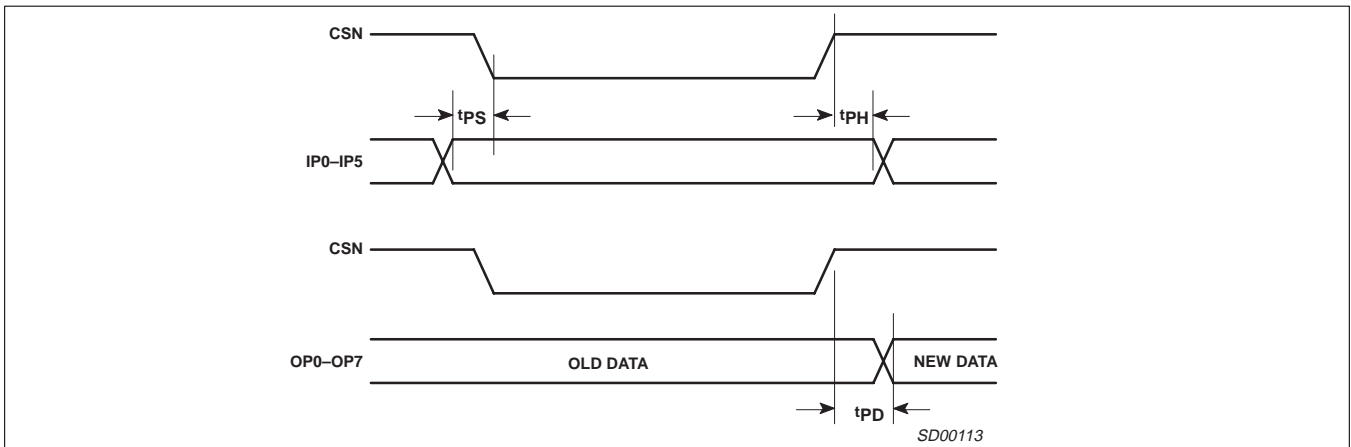 CSN
tPS
tPH
IP0–IP5
CSN
OP0–OP7 OLD DATA NEW DATA
tPD
SD00113